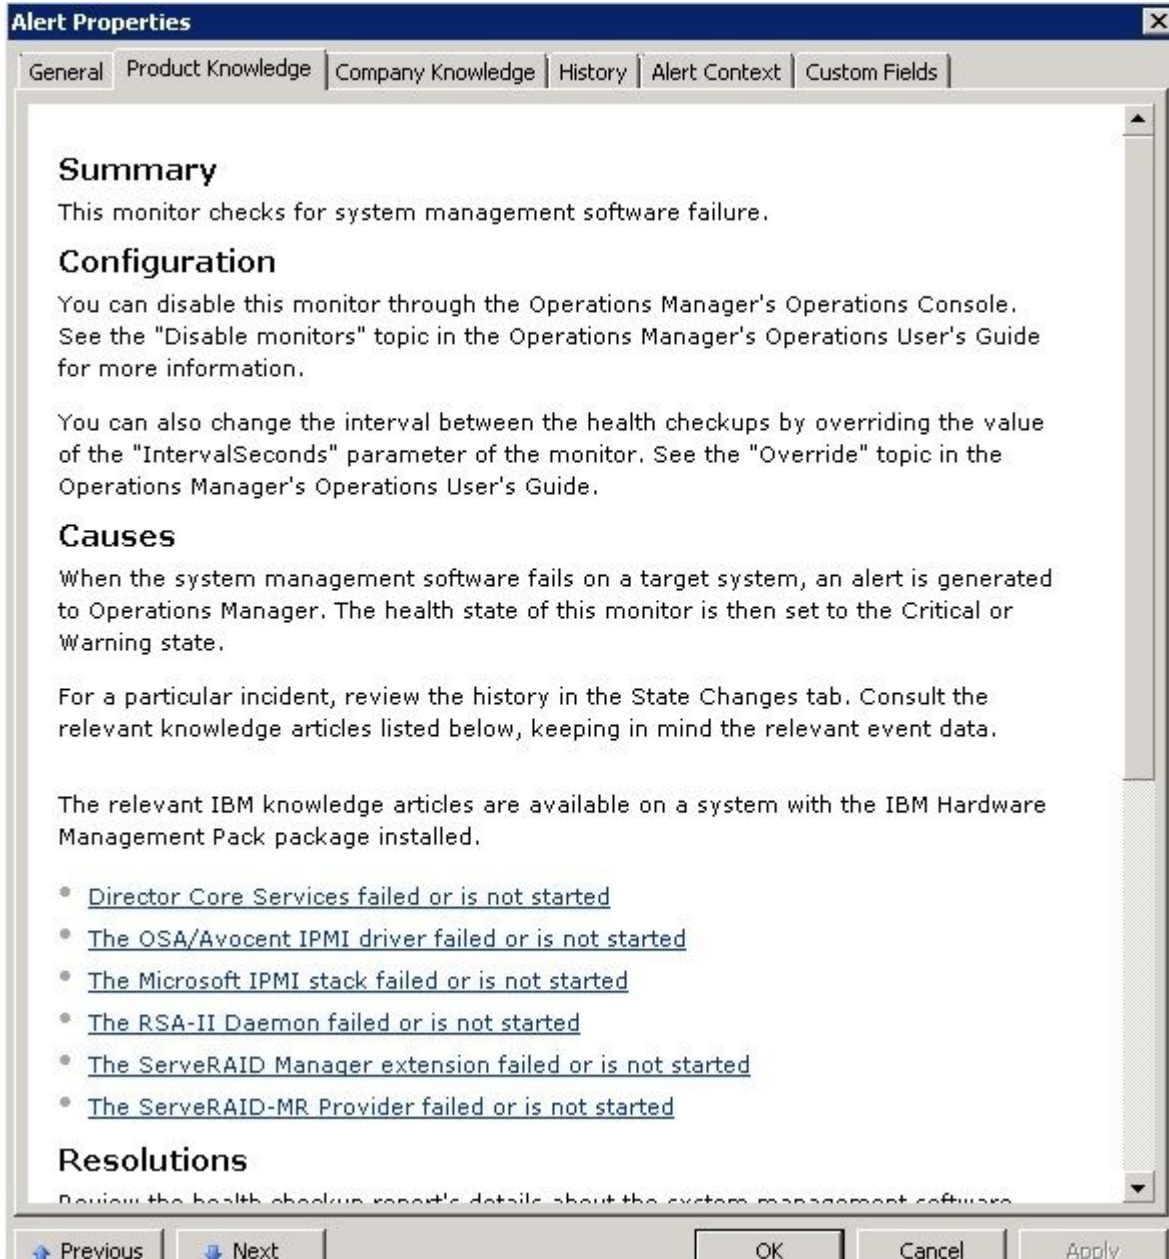 Alert Properties
General Product Knowledge Company Knowledge History Alert Context Custom Fields
Summary
This monitor checks for system management software failure.
Configuration
You can disable this monitor through the Operations Manager's Operations Console.
See the "Disable monitors" topic in the Operations Manager's Operations User's Guide
for more information.
You can also change the interval between the health checkups by overriding the value
of the "IntervalSeconds" parameter of the monitor. See the "Override" topic in the
Operations Manager's Operations User's Guide.
Causes
When the system management software fails on a target system, an alert is generated
to Operations Manager. The health state of this monitor is then set to the Critical or
Warning state.
For a particular incident, review the history in the State Changes tab. Consult the
relevant knowledge articles listed below, keeping in mind the relevant event data.
The relevant IBM knowledge articles are available on a system with the IBM Hardware
Management Pack package installed.
Director Core Services failed or is not started
The OSA/Avocent IPMI driver failed or is not started
The Microsoft IPMI stack failed or is not started
The RSA-II Daemon failed or is not started
The ServeRAID Manager extension failed or is not started
The ServeRAID-MR Provider failed or is not started
Resolutions
Review the health checkup report's details about the system management software
Previous Next OK Cancel Apply